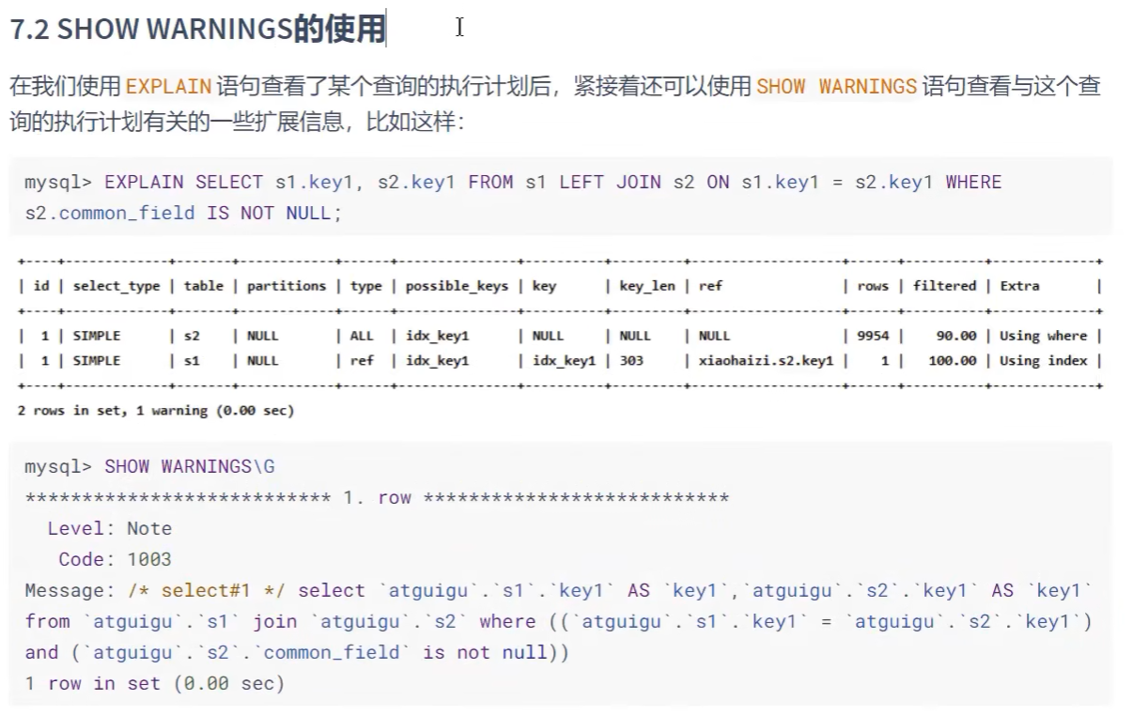 7.2 SHOW WARNINGS的使用
在我们使用 EXPLAIN 语句查看了某个查询的执行计划后，紧接着还可以使用 SHOW WARNINGS 语句查看与这个查
询的执行计划有关的一些扩展信息，比如这样：
mysql> EXPLAIN SELECT s1.key1, s2.key1 FROM s1 LEFT JOIN s2 ON s1.key1 = s2.key1 WHERE
s2.common_field IS NOT NULL;
+----+-------------+-------+------------+------+---------------+----------+---------+-------------------+------+----------+-------------+
| id | select_type | table | partitions | type | possible_keys | key | key_len | ref | rows | filtered | Extra |
+----+-------------+-------+------------+------+---------------+----------+---------+-------------------+------+----------+-------------+
| 1 | SIMPLE | s2 | NULL | ALL | idx_key1 | NULL | NULL | NULL | 9954 | 90.00 | Using where |
| 1 | SIMPLE | s1 | NULL | ref | idx_key1 | idx_key1 | 303 | xiaohaizi.s2.key1 | 1 | 100.00 | Using index |
+----+-------------+-------+------------+------+---------------+----------+---------+-------------------+------+----------+-------------+
2 rows in set, 1 warning (0.00 sec)
mysql> SHOW WARNINGS\G
*************************** 1. row ***************************
Level: Note
Code: 1003
Message: /* select#1 */ select `atguigu`.`s1`.`key1` AS `key1`,`atguigu`.`s2`.`key1` AS `key1`
from `atguigu`.`s1` join `atguigu`.`s2` where ((`atguigu`.`s1`.`key1` = `atguigu`.`s2`.`key1`)
and (`atguigu`.`s2`.`common_field` is not null))
1 row in set (0.00 sec)